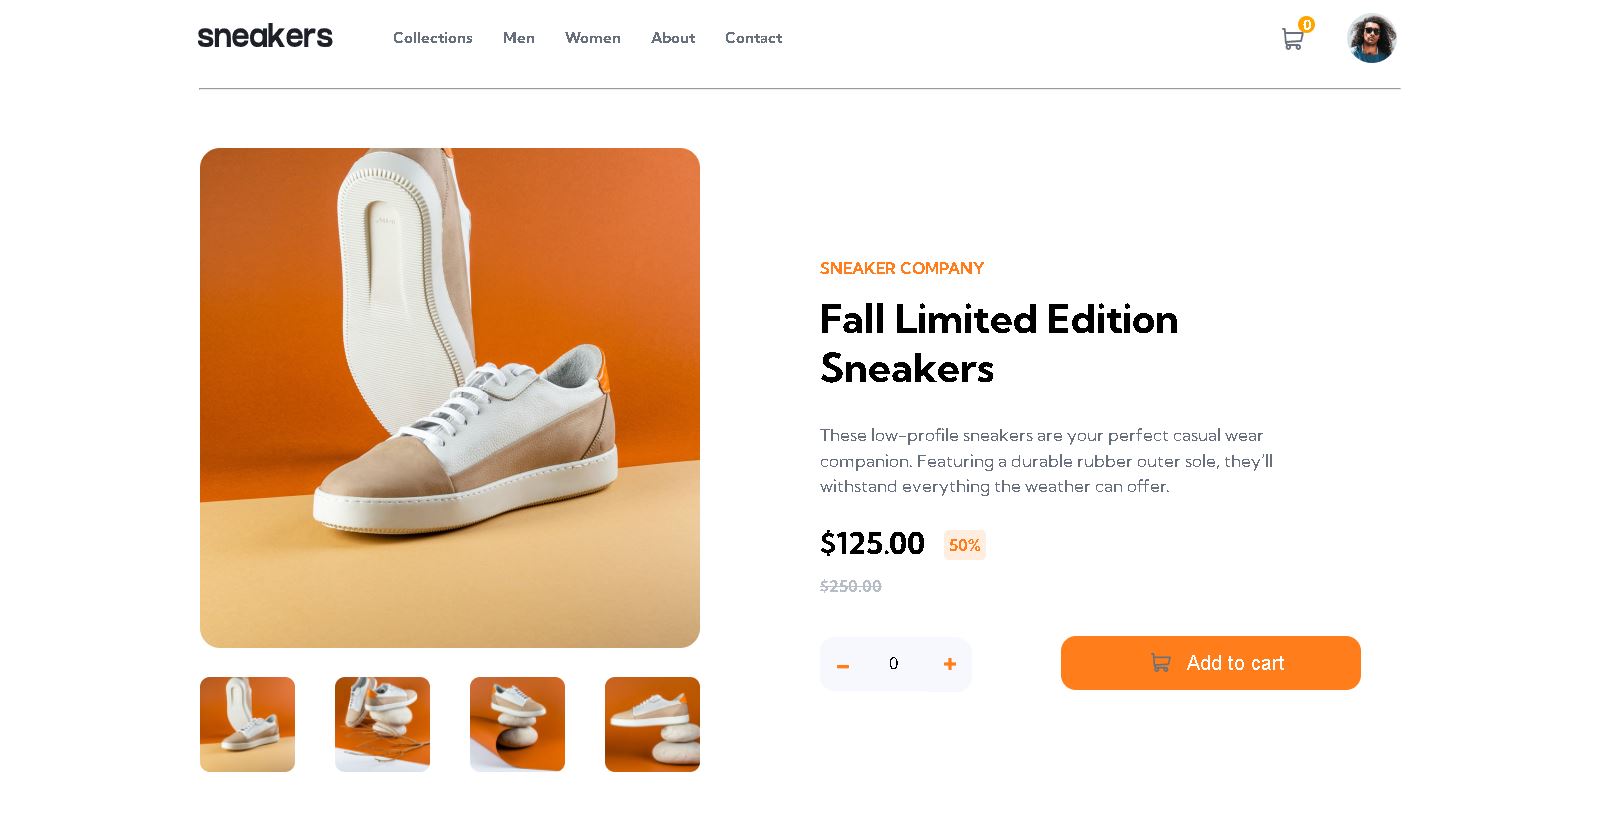 sneakers
Collections Men Women About Contact
0
SNEAKER COMPANY
Fall Limited Edition
Sneakers
These low-profile sneakers are your perfect casual wear
companion. Featuring a durable rubber outer sole, they’ll
withstand everything the weather can offer.
$125.00 50%
$250.00
0 + Add to cart